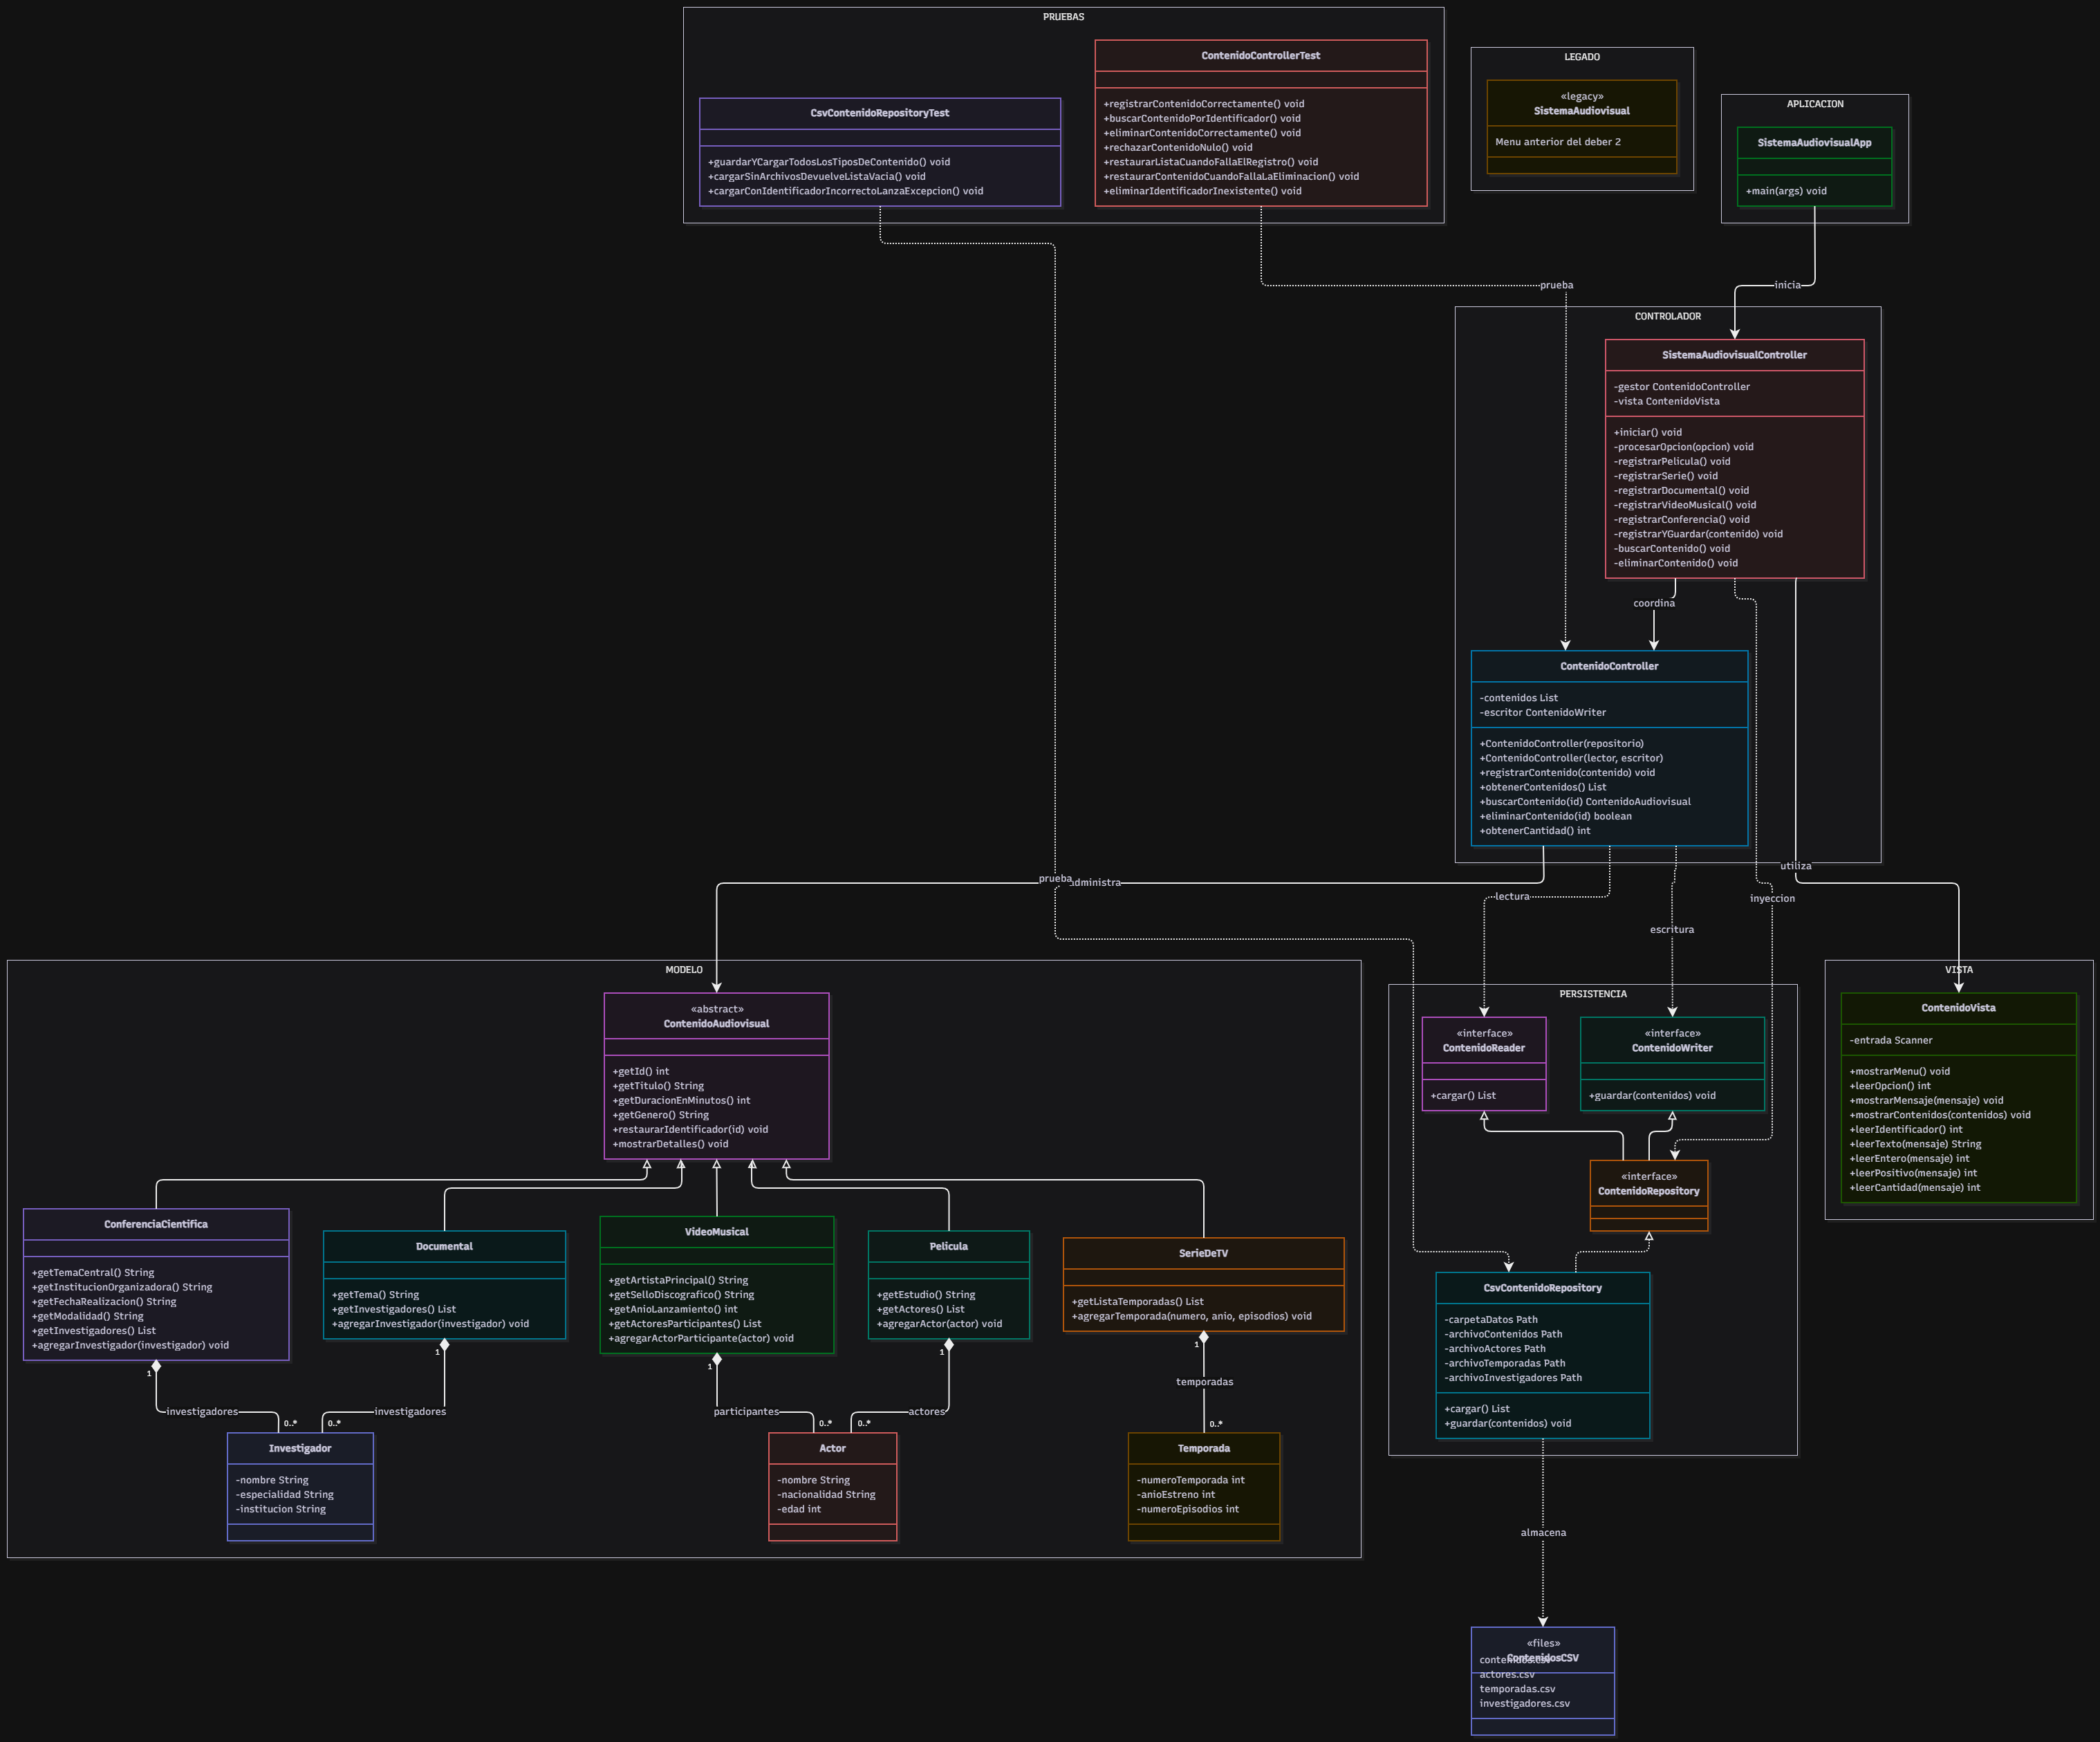 PRUEBAS
CsvContenidoRepositoryTest
+guardarYCargarTodosLosTiposDeContenido() void
+cargarSinArchivosDevuelveListaVacia() void
+cargarConIdentificadorIncorrectoLanzaExcepcion() void
ContenidoControllerTest
+registrarContenidoCorrectamente() void
+buscarContenidoPorIdentificador() void
+eliminarContenidoCorrectamente() void
+rechazarContenidoNulo() void
+restaurarListaCuandoFallaElRegistro() void
+restaurarContenidoCuandoFallaLaEliminacion() void
+eliminarIdentificadorInexistente() void
LEGADO
«legacy»
SistemaAudiovisual
Menu anterior del deber 2
APLICACION
SistemaAudiovisualApp
+main(args) void
prueba
inicia
CONTROLADOR
SistemaAudiovisualController
-gestor ContenidoController
-vista ContenidoVista
+iniciar() void
-procesarOpcion(opcion) void
-registrarPelicula() void
-registrarSerie() void
-registrarDocumental() void
-registrarVideoMusical() void
-registrarConferencia() void
-registrarYGuardar(contenido) void
-buscarContenido() void
-eliminarContenido() void
coordina
ContenidoController
-contenidos List
-escritor ContenidoWriter
+ContenidoController(repositorio)
+ContenidoController(lector, escritor)
+registrarContenido(contenido) void
+obtenerContenidos() List
+buscarContenido(id) ContenidoAudiovisual
+eliminarContenido(id) boolean
+obtenerCantidad() int
prueba
administra
lectura
escritura
inyeccion
utiliza
MODELO
«abstract»
ContenidoAudiovisual
+getId() int
+getTitulo() String
+getDuracionEnMinutos() int
+getGenero() String
+restaurarIdentificador(id) void
+mostrarDetalles() void
ConferenciaCientifica
+getTemaCentral() String
+getInstitucionOrganizadora() String
+getFechaRealizacion() String
+getModalidad() String
+getInvestigadores() List
+agregarInvestigador(investigador) void
Documental
+getTema() String
+getInvestigadores() List
+agregarInvestigador(investigador) void
VideoMusical
+getArtistaPrincipal() String
+getSelloDiscografico() String
+getAnioLanzamiento() int
+getActoresParticipantes() List
+agregarActorParticipante(actor) void
Pelicula
+getEstudio() String
+getActores() List
+agregarActor(actor) void
SerieDeTV
+getListaTemporadas() List
+agregarTemporada(numero, anio, episodios) void
1
1
1
1
1
investigadores
investigadores
participantes
actores
temporadas
0..*
0..*
0..*
0..*
0..*
Investigador
-nombre String
-especialidad String
-institucion String
Actor
-nombre String
-nacionalidad String
-edad int
Temporada
-numeroTemporada int
-anioEstreno int
-numeroEpisodios int
PERSISTENCIA
«interface»
ContenidoReader
+cargar() List
«interface»
ContenidoWriter
+guardar(contenidos) void
«interface»
ContenidoRepository
CsvContenidoRepository
-carpetaDatos Path
-archivoContenidos Path
-archivoActores Path
-archivoTemporadas Path
-archivoInvestigadores Path
+cargar() List
+guardar(contenidos) void
VISTA
ContenidoVista
-entrada Scanner
+mostrarMenu() void
+leerOpcion() int
+mostrarMensaje(mensaje) void
+mostrarContenidos(contenidos) void
+leerIdentificador() int
+leerTexto(mensaje) String
+leerEntero(mensaje) int
+leerPositivo(mensaje) int
+leerCantidad(mensaje) int
almacena
«files»
ContenidosCSV
contenidos.csv
actores.csv
temporadas.csv
investigadores.csv